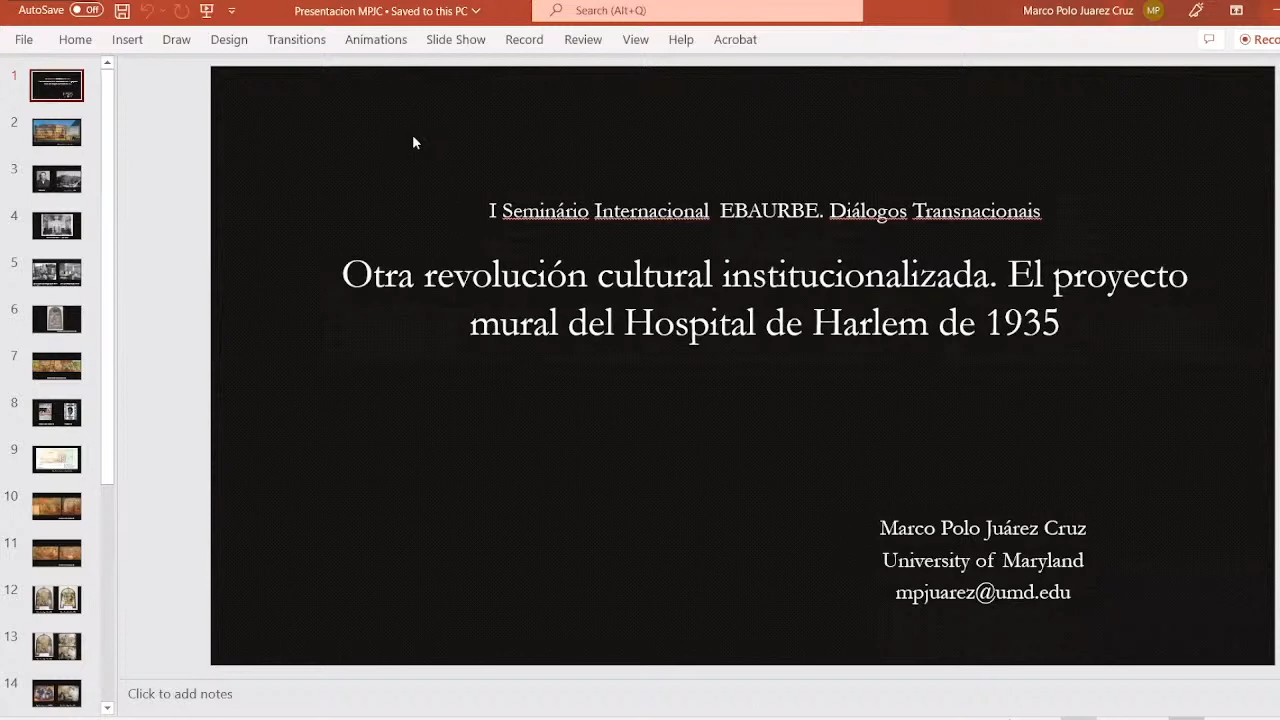 AutoSave Off Presentacion MPJC • Saved to this PC Search (Alt+Q) Marco Polo Juarez Cruz MP
File Home Insert Draw Design Transitions Animations Slide Show Record Review View Help Acrobat Reco
1
2
3
5
7
8
9
10
11
12
13
14
I Seminário Internacional EBAURBE. Diálogos Transnacionais
Otra revolución cultural institucionalizada. El proyecto
mural del Hospital de Harlem de 1935
Marco Polo Juárez Cruz
University of Maryland
mpjuarez@umd.edu
Click to add notes